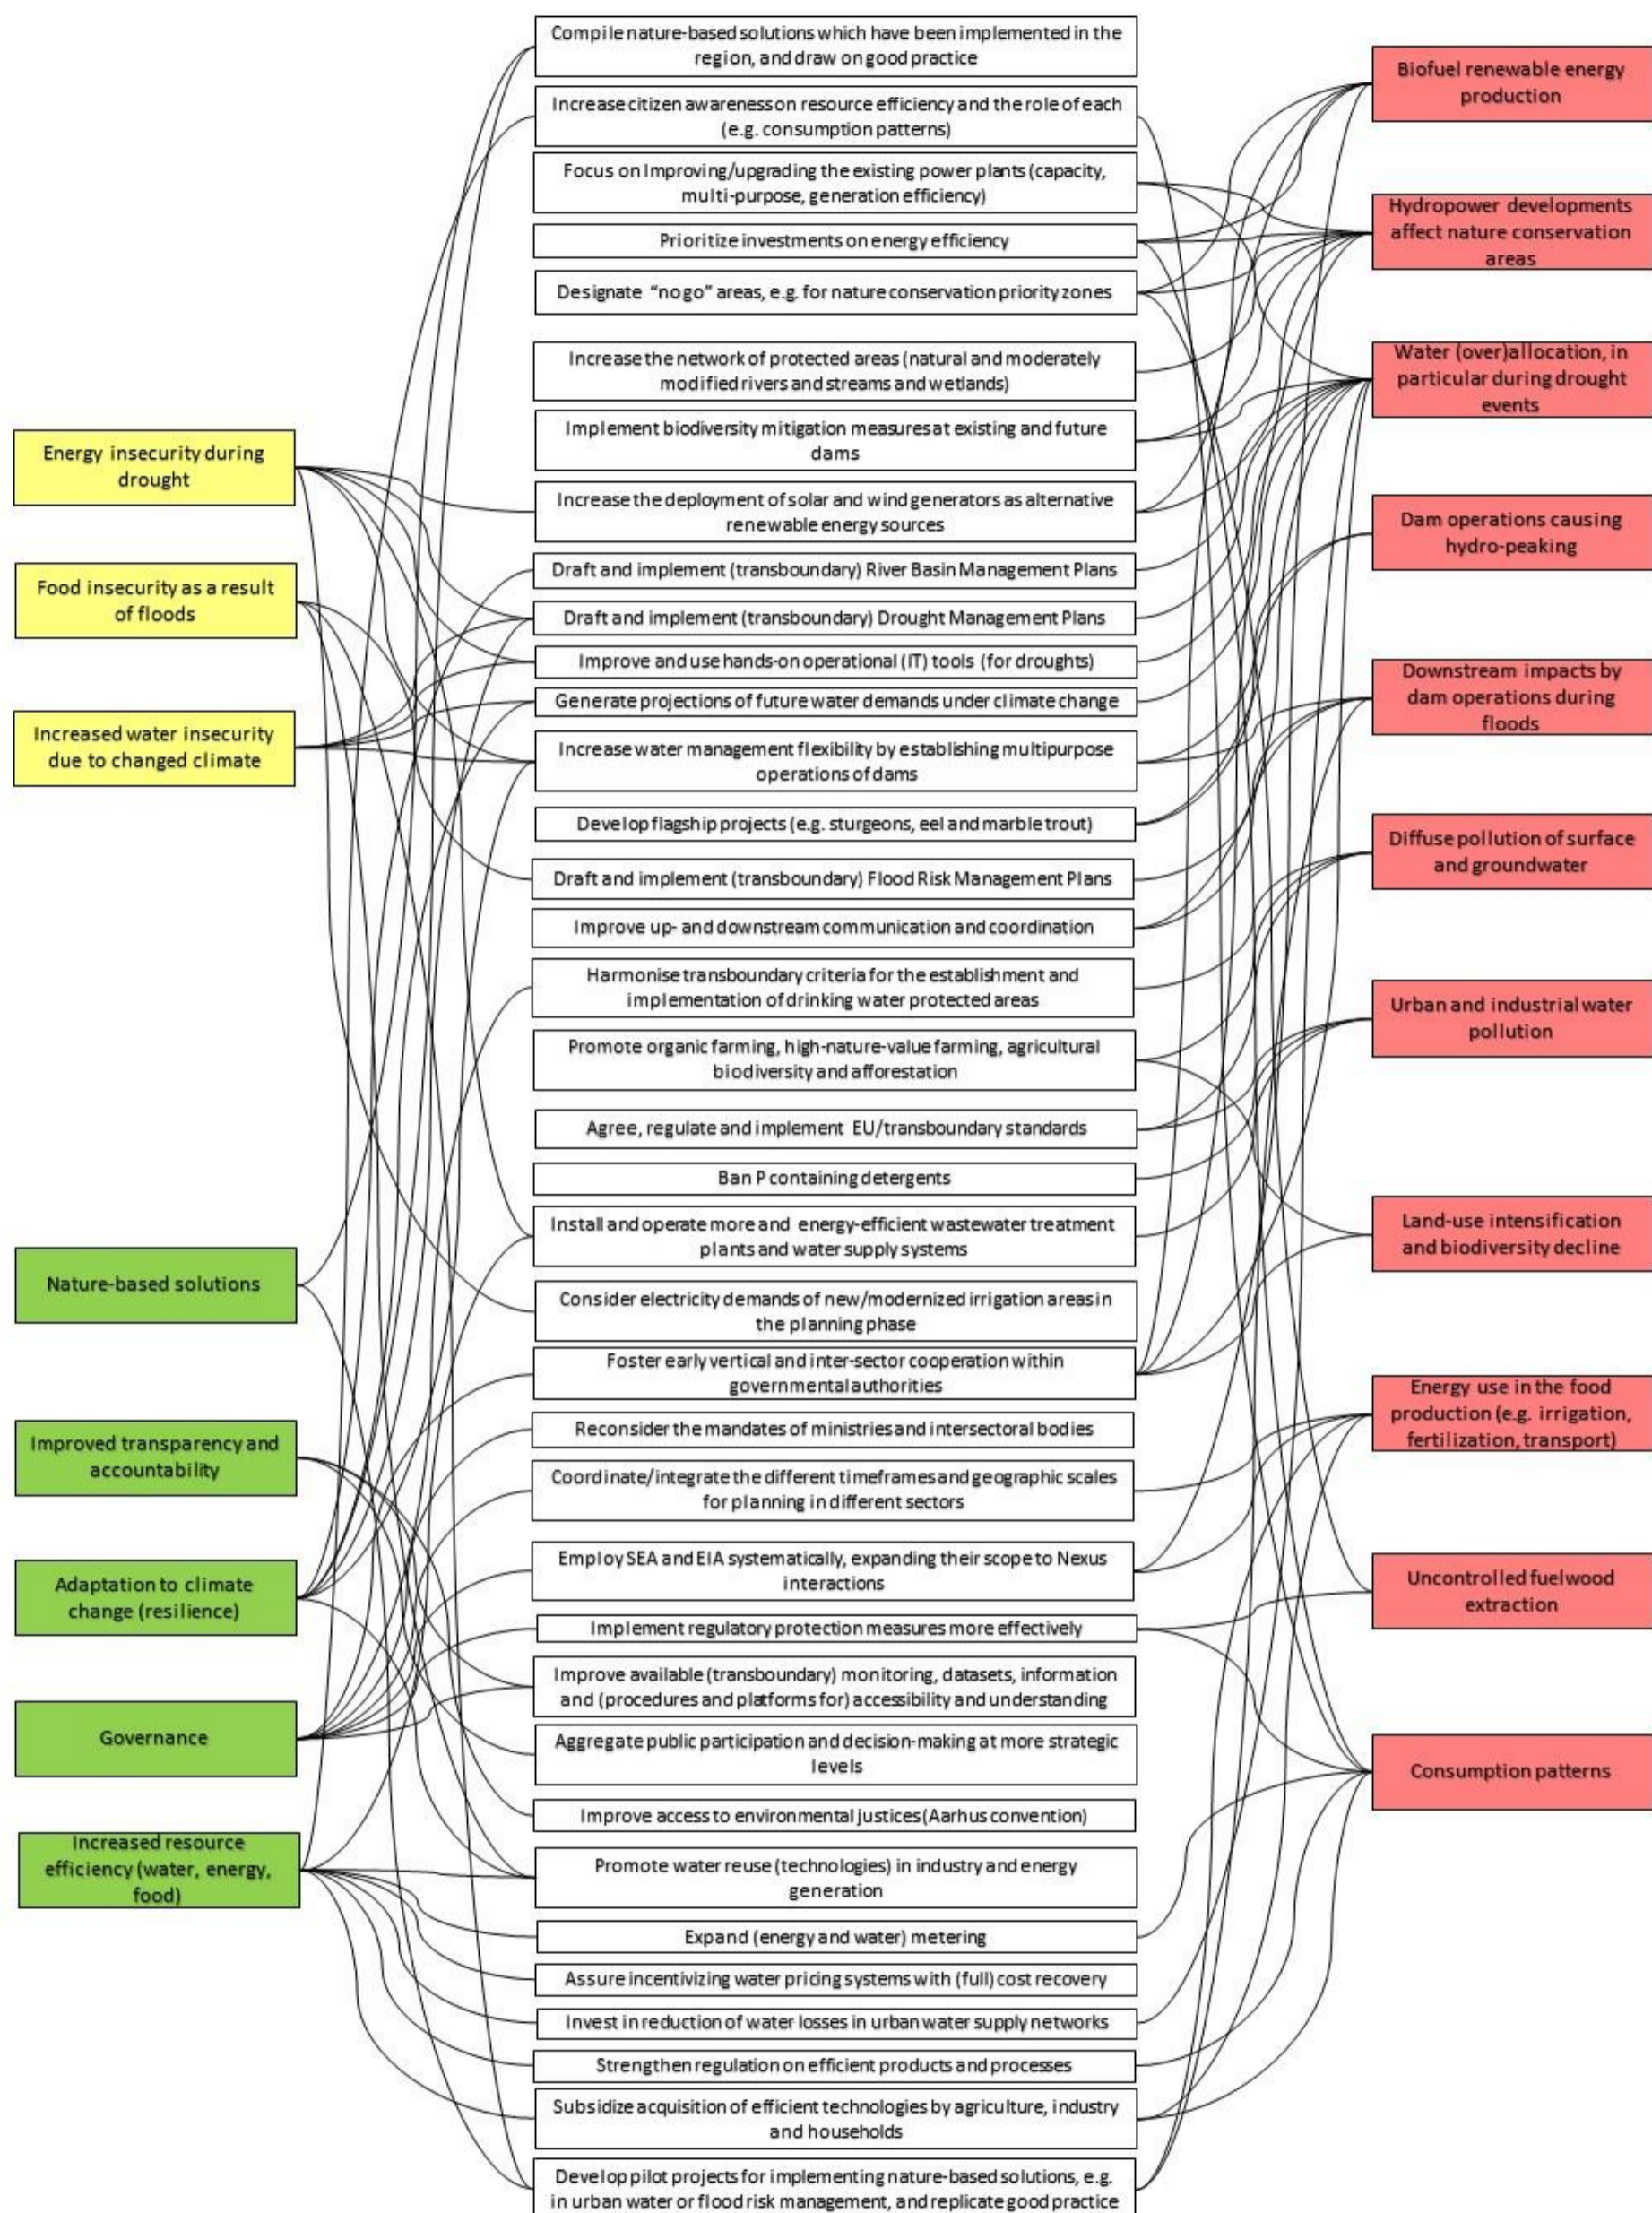 Energy insecurity during
drought
Food insecurity as a result
of floods
Increased water insecurity
due to changed climate
Nature-based solutions
Improved transparency and
accountability
Adaptation to climate
change (resilience)
Governance
Increased resource
efficiency (water, energy,
food)
Compile nature-based solutions which have been implemented in the
region, and draw on good practice
Increase citizen awareness on resource efficiency and the role of each
(e.g. consumption patterns)
Focus on Improving/upgrading the existing power plants (capacity,
multi-purpose, generation efficiency)
Prioritize investments on energy efficiency
Designate “no go” areas, e.g. for nature conservation priority zones
Increase the network of protected areas (natural and moderately
modified rivers and streams and wetlands)
Implement biodiversity mitigation measures at existing and future
dams
Increase the deployment of solar and wind generators as alternative
renewable energy sources
Draft and implement (transboundary) River Basin Management Plans
Draft and implement (transboundary) Drought Management Plans
Improve and use hands-on operational (IT) tools (for droughts)
Generate projections of future water demands under climate change
Increase water management flexibility by establishing multipurpose
operations of dams
Develop flagship projects (e.g. sturgeons, eel and marble trout)
Draft and implement (transboundary) Flood Risk Management Plans
Improve up- and downstream communication and coordination
Harmonise transboundary criteria for the establishment and
implementation of drinking water protected areas
Promote organic farming, high-nature-value farming, agricultural
biodiversity and afforestation
Agree, regulate and implement EU/transboundary standards
Ban P containing detergents
Install and operate more and energy-efficient wastewater treatment
plants and water supply systems
Consider electricity demands of new/modernized irrigation areas in
the planning phase
Foster early vertical and inter-sector cooperation within
governmental authorities
Reconsider the mandates of ministries and intersectoral bodies
Coordinate/integrate the different timeframes and geographic scales
for planning in different sectors
Employ SEA and EIA systematically, expanding their scope to Nexus
interactions
Implement regulatory protection measures more effectively
Improve available (transboundary) monitoring, datasets, information
and (procedures and platforms for) accessibility and understanding
Aggregate public participation and decision-making at more strategic
levels
Improve access to environmental justices (Aarhus convention)
Promote water reuse (technologies) in industry and energy
generation
Expand (energy and water) metering
Assure incentivizing water pricing systems with (full) cost recovery
Invest in reduction of water losses in urban water supply networks
Strengthen regulation on efficient products and processes
Subsidize acquisition of efficient technologies by agriculture, industry
and households
Develop pilot projects for implementing nature-based solutions, e.g.
in urban water or flood risk management, and replicate good practice
Biofuel renewable energy
production
Hydropower developments
affect nature conservation
areas
Water (over)allocation, in
particular during drought
events
Dam operations causing
hydro-peaking
Downstream impacts by
dam operations during
floods
Diffuse pollution of surface
and groundwater
Urban and industrial water
pollution
Land-use intensification
and biodiversity decline
Energy use in the food
production (e.g. irrigation,
fertilization, transport)
Uncontrolled fuelwood
extraction
Consumption patterns